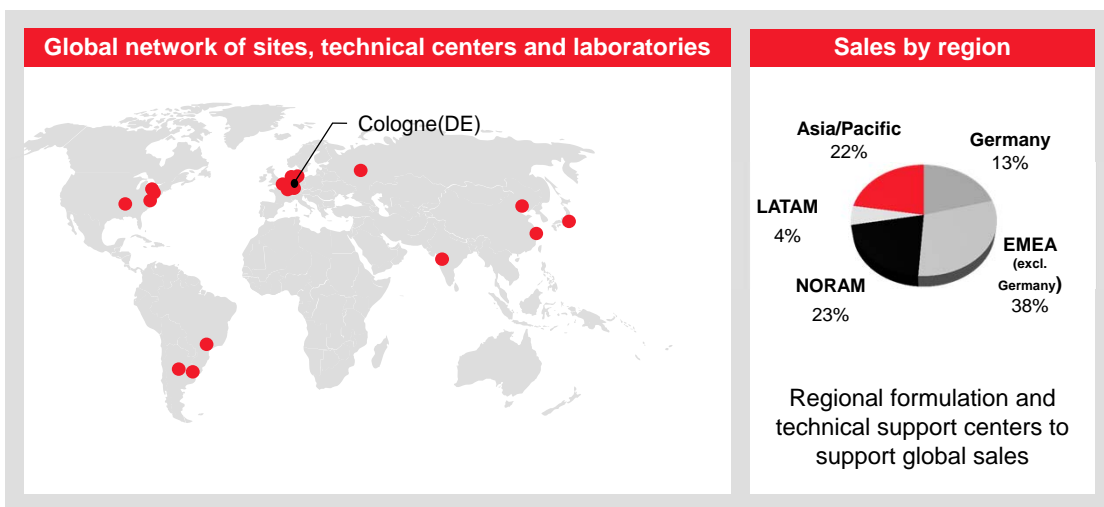 Global network of sites, technical centers and laboratories
Cologne(DE)
Sales by region
Asia/Pacific
22%
Germany
13%
LATAM
4%
EMEA
(excl.
Germany)
38%
NORAM
23%
Regional formulation and
technical support centers to
support global sales